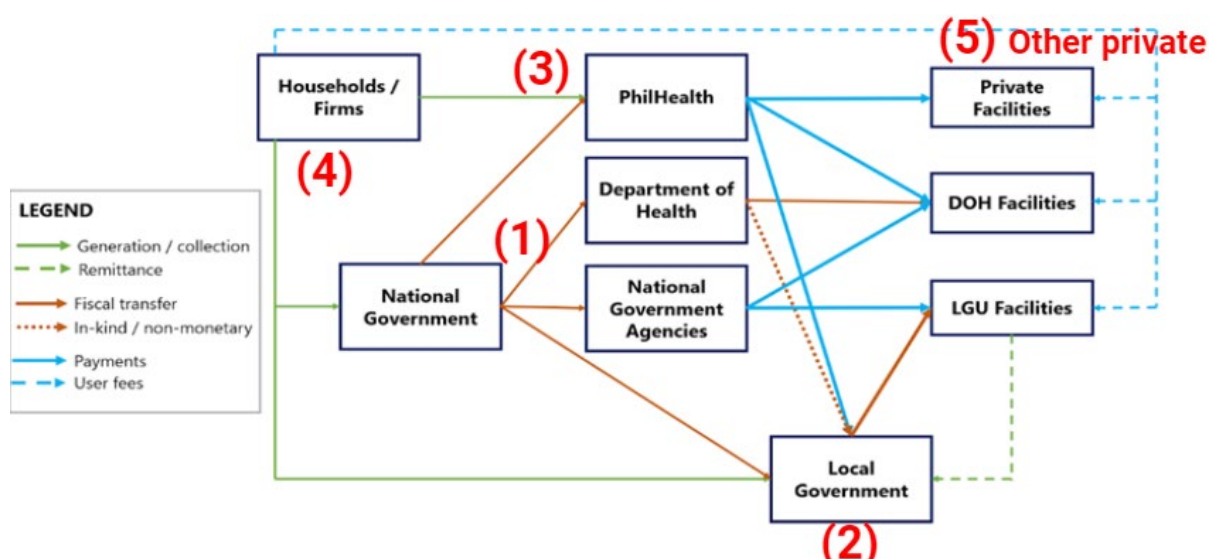 (5) Other private
Households /
Firms
(3)
PhilHealth
Private
Facilities
(4)
Department of
Health
DOH Facilities
LEGEND
Generation / collection
Remittance
Fiscal transfer
In-kind / non-monetary
Payments
User fees
(1)
National
Government
National
Government
Agencies
LGU Facilities
Local
Government
(2)